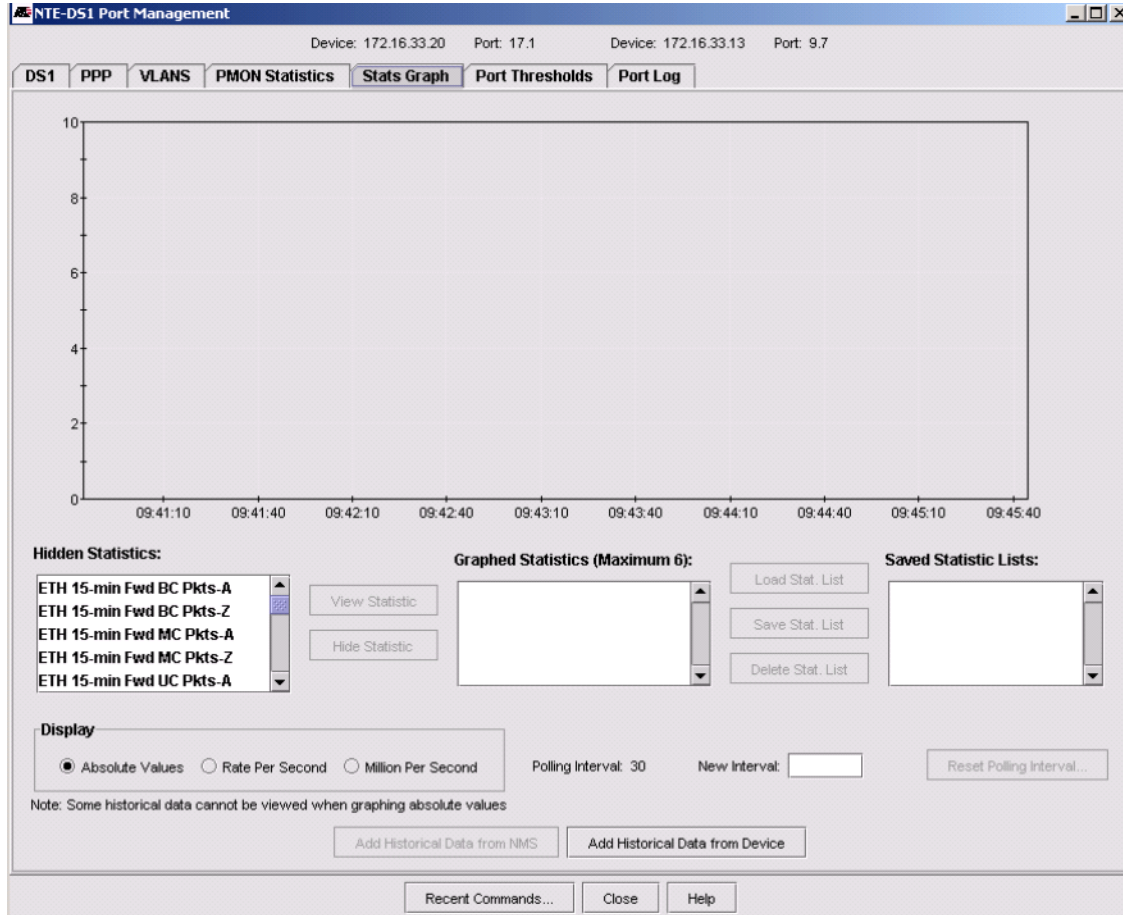 NTE-DS1 Port Management
Device: 172.16.33.20 Port: 17.1 Device: 172.16.33.13 Port: 9.7
DS1 PPP VLANS PMON Statistics Stats Graph Port Thresholds Port Log
10
8
6
4
2
0
09:41:10 09:41:40 09:42:10 09:42:40 09:43:10 09:43:40 09:44:10 09:44:40 09:45:10 09:45:40
Hidden Statistics:
ETH 15-min Fwd BC Pkts-A
ETH 15-min Fwd BC Pkts-Z
ETH 15-min Fwd MC Pkts-A
ETH 15-min Fwd MC Pkts-Z
ETH 15-min Fwd UC Pkts-A
View Statistic
Hide Statistic
Graphed Statistics (Maximum 6):
Load Stat. List
Save Stat. List
Delete Stat. List
Saved Statistic Lists:
Display
Absolute Values Rate Per Second Million Per Second
Polling Interval: 30 New Interval: Reset Polling Interval...
Note: Some historical data cannot be viewed when graphing absolute values
Add Historical Data from NMS Add Historical Data from Device
Recent Commands... Close Help